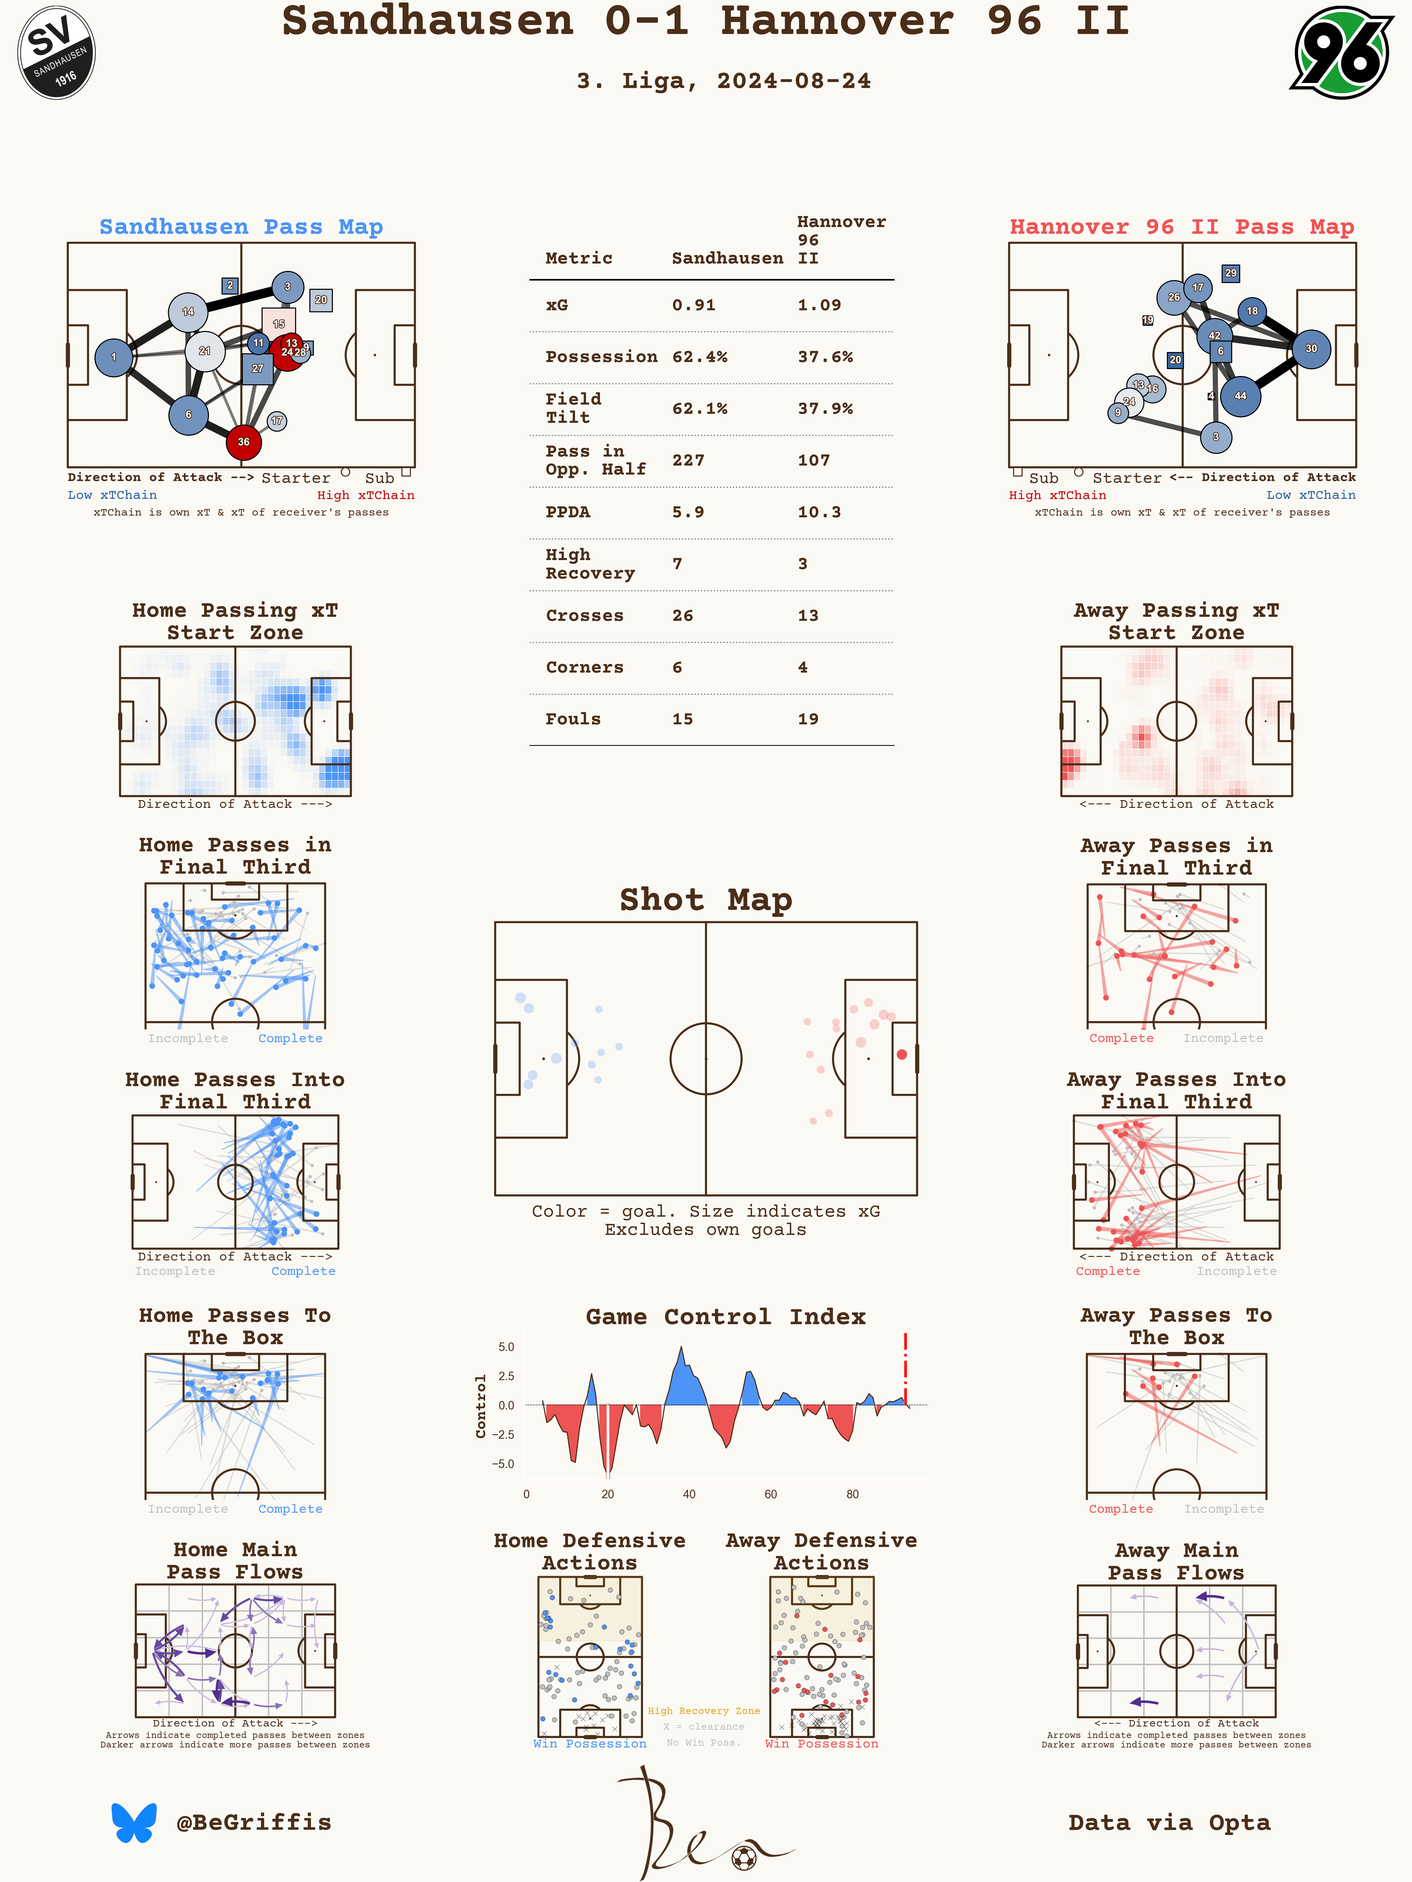 Sandhausen 0-1 Hannover 96 II
3. Liga, 2024-08-24
SV
SANDHAUSEN
1916
96
Sandhausen Pass Map
2
3
20
14
15
1
21
11
13
9
24
28
27
6
17
36
Direction of Attack --> Starter Sub
Low xTChain High xTChain
xTChain is own xT & xT of receiver's passes
Metric Sandhausen Hannover 96 II
xG 0.91 1.09
Possession 62.4% 37.6%
Field Tilt 62.1% 37.9%
Pass in Opp. Half 227 107
PPDA 5.9 10.3
High Recovery 7 3
Crosses 26 13
Corners 6 4
Fouls 15 19
Hannover 96 II Pass Map
29
17
26
18
19
42
30
6
20
13
16
4
44
24
9
3
Sub Starter <-- Direction of Attack
High xTChain Low xTChain
xTChain is own xT & xT of receiver's passes
Home Passing xT
Start Zone
Direction of Attack --->
Away Passing xT
Start Zone
<--- Direction of Attack
Home Passes in
Final Third
Incomplete Complete
Shot Map
Color = goal. Size indicates xG
Excludes own goals
Away Passes in
Final Third
Complete Incomplete
Home Passes Into
Final Third
Direction of Attack --->
Incomplete Complete
Away Passes Into
Final Third
<--- Direction of Attack
Complete Incomplete
Home Passes To
The Box
Incomplete Complete
Game Control Index
Control
5.0
2.5
0.0
−2.5
−5.0
0 20 40 60 80
Away Passes To
The Box
Complete Incomplete
Home Main
Pass Flows
Direction of Attack --->
Arrows indicate completed passes between zones
Darker arrows indicate more passes between zones
Home Defensive
Actions
Win Possession
High Recovery Zone
X = clearance
No Win Poss.
Away Defensive
Actions
Win Possession
Away Main
Pass Flows
<--- Direction of Attack
Arrows indicate completed passes between zones
Darker arrows indicate more passes between zones
@BeGriffis
Ben
Data via Opta